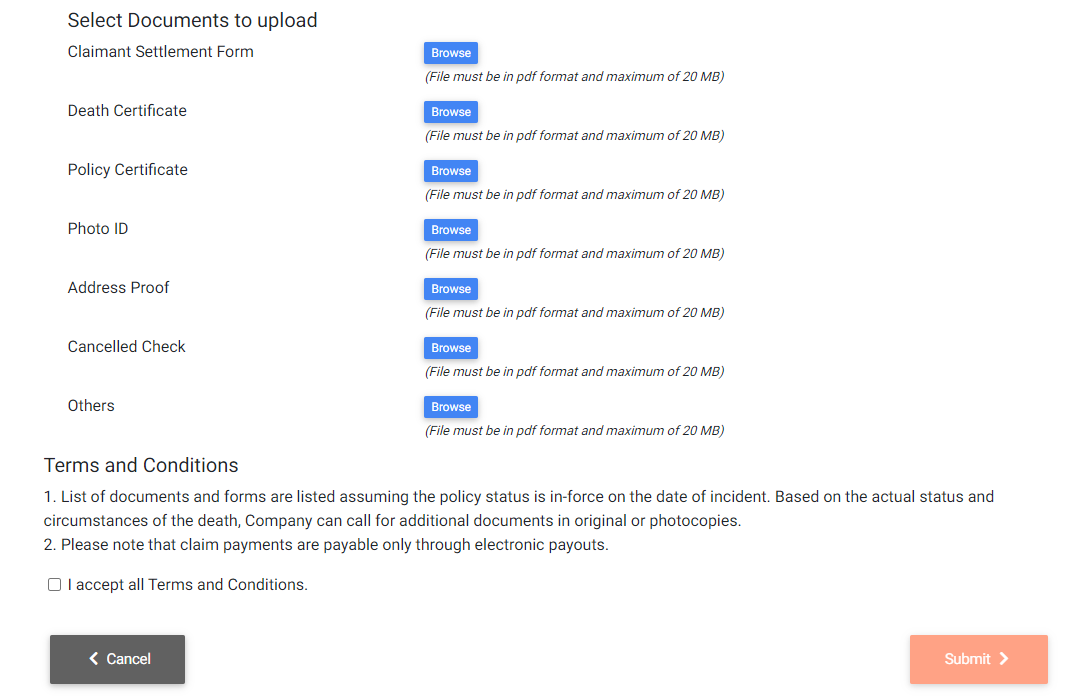 Select Documents to upload
Claimant Settlement Form
Browse
(File must be in pdf format and maximum of 20 MB)
Death Certificate
Browse
(File must be in pdf format and maximum of 20 MB)
Policy Certificate
Browse
(File must be in pdf format and maximum of 20 MB)
Photo ID
Browse
(File must be in pdf format and maximum of 20 MB)
Address Proof
Browse
(File must be in pdf format and maximum of 20 MB)
Cancelled Check
Browse
(File must be in pdf format and maximum of 20 MB)
Others
Browse
(File must be in pdf format and maximum of 20 MB)
Terms and Conditions
1. List of documents and forms are listed assuming the policy status is in-force on the date of incident. Based on the actual status and
circumstances of the death, Company can call for additional documents in original or photocopies.
2. Please note that claim payments are payable only through electronic payouts.
I accept all Terms and Conditions.
Cancel
Submit